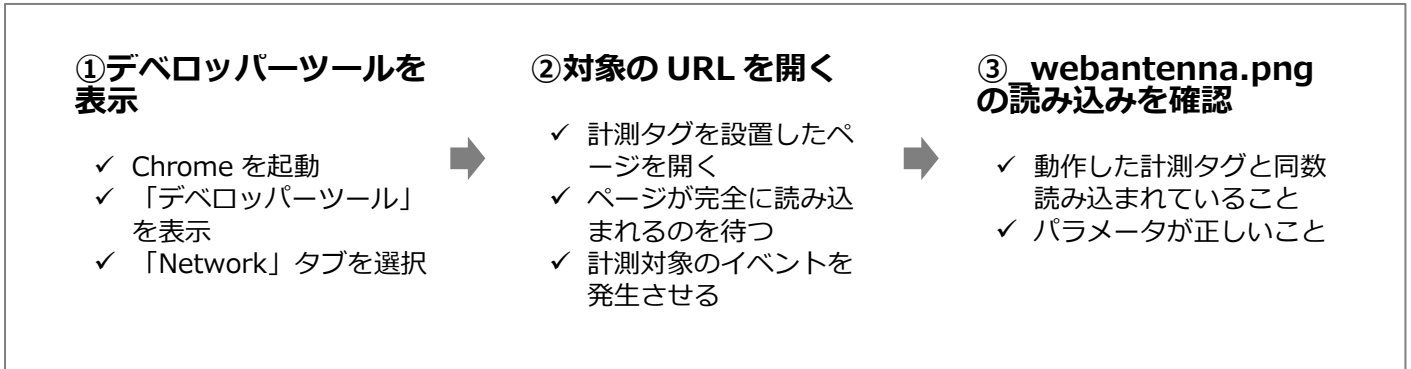 ①デベロッパーツールを
表示
✓ Chrome を起動
✓ 「デベロッパーツール」
を表示
✓ 「Network」タブを選択
②対象の URL を開く
✓ 計測タグを設置したペ
ージを開く
✓ ページが完全に読み込
まれるのを待つ
✓ 計測対象のイベントを
発生させる
③_webantenna.png
の読み込みを確認
✓ 動作した計測タグと同数
読み込まれていること
✓ パラメータが正しいこと